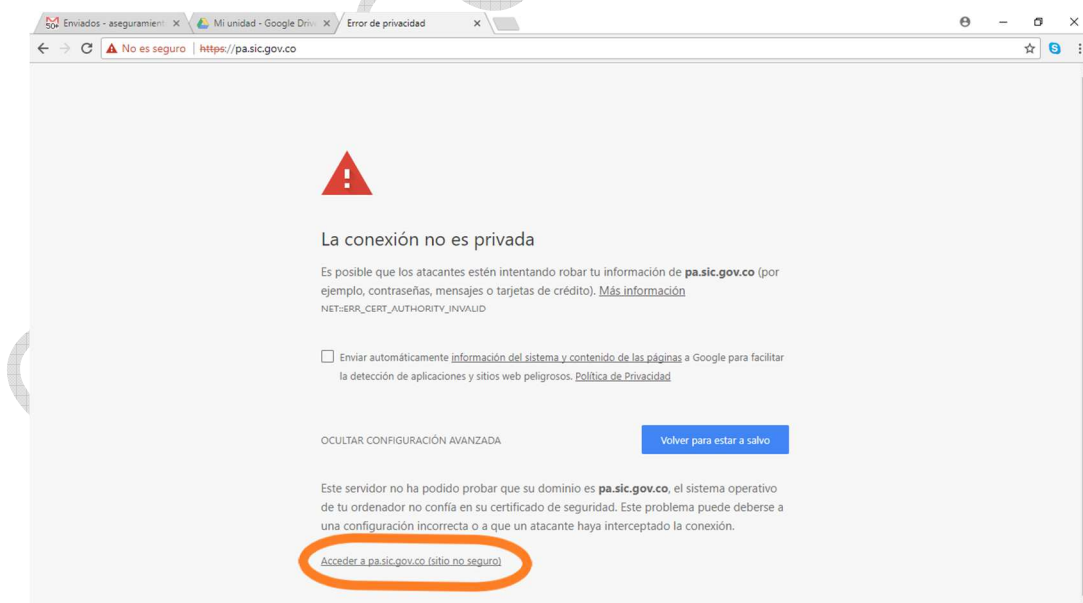 50+ Enviados - aseguramient
Mi unidad - Google Driv
Error de privacidad
No es seguro | https://pa.sic.gov.co
La conexión no es privada
Es posible que los atacantes estén intentando robar tu información de pa.sic.gov.co (por
ejemplo, contraseñas, mensajes o tarjetas de crédito). Más información
NET::ERR_CERT_AUTHORITY_INVALID
Enviar automáticamente información del sistema y contenido de las páginas a Google para facilitar
la detección de aplicaciones y sitios web peligrosos. Política de Privacidad
OCULTAR CONFIGURACIÓN AVANZADA
Volver para estar a salvo
Este servidor no ha podido probar que su dominio es pa.sic.gov.co, el sistema operativo
de tu ordenador no confía en su certificado de seguridad. Este problema puede deberse a
una configuración incorrecta o a que un atacante haya interceptado la conexión.
Acceder a pa.sic.gov.co (sitio no seguro)